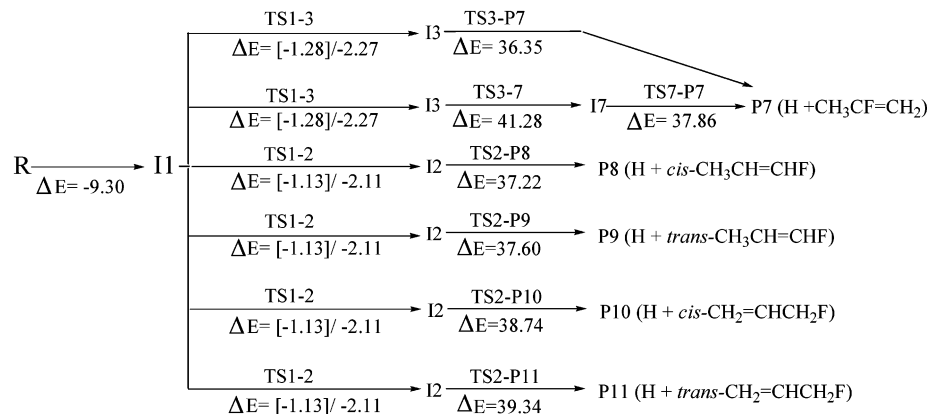 TS1-3 TS3-P7
ΔE= [-1.28]/-2.27 I3 ΔE= 36.35
TS1-3 TS3-7 TS7-P7
ΔE= [-1.28]/-2.27 I3 ΔE= 41.28 I7 ΔE= 37.86 P7 (H +CH₃CF=CH₂)
R ΔE= -9.30 I1
TS1-2 TS2-P8
ΔE= [-1.13]/ -2.11 I2 ΔE=37.22 P8 (H + cis-CH₃CH=CHF)
TS1-2 TS2-P9
ΔE= [-1.13]/ -2.11 I2 ΔE=37.60 P9 (H + trans-CH₃CH=CHF)
TS1-2 TS2-P10
ΔE= [-1.13]/ -2.11 I2 ΔE=38.74 P10 (H + cis-CH₂=CHCH₂F)
TS1-2 TS2-P11
ΔE= [-1.13]/ -2.11 I2 ΔE=39.34 P11 (H + trans-CH₂=CHCH₂F)